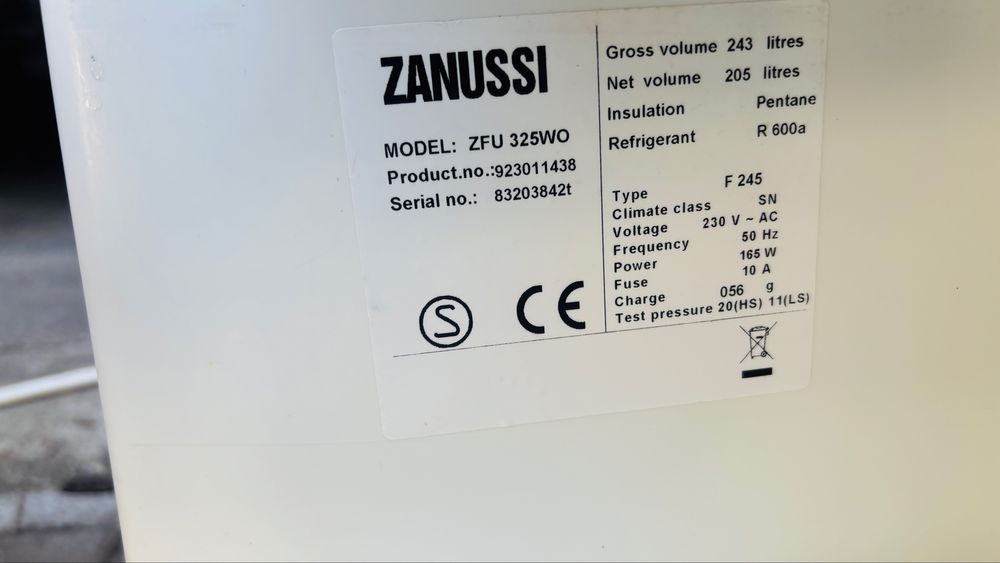 ZANUSSI
MODEL: ZFU 325WO
Product.no.:923011438
Serial no.: 83203842t
S
CE
Gross volume 243 litres
Net volume 205 litres
Insulation Pentane
Refrigerant R 600a
Type F 245
Climate class SN
Voltage 230 V ~ AC
Frequency 50 Hz
Power 165 W
Fuse 10 A
Charge 056 g
Test pressure 20(HS) 11(LS)